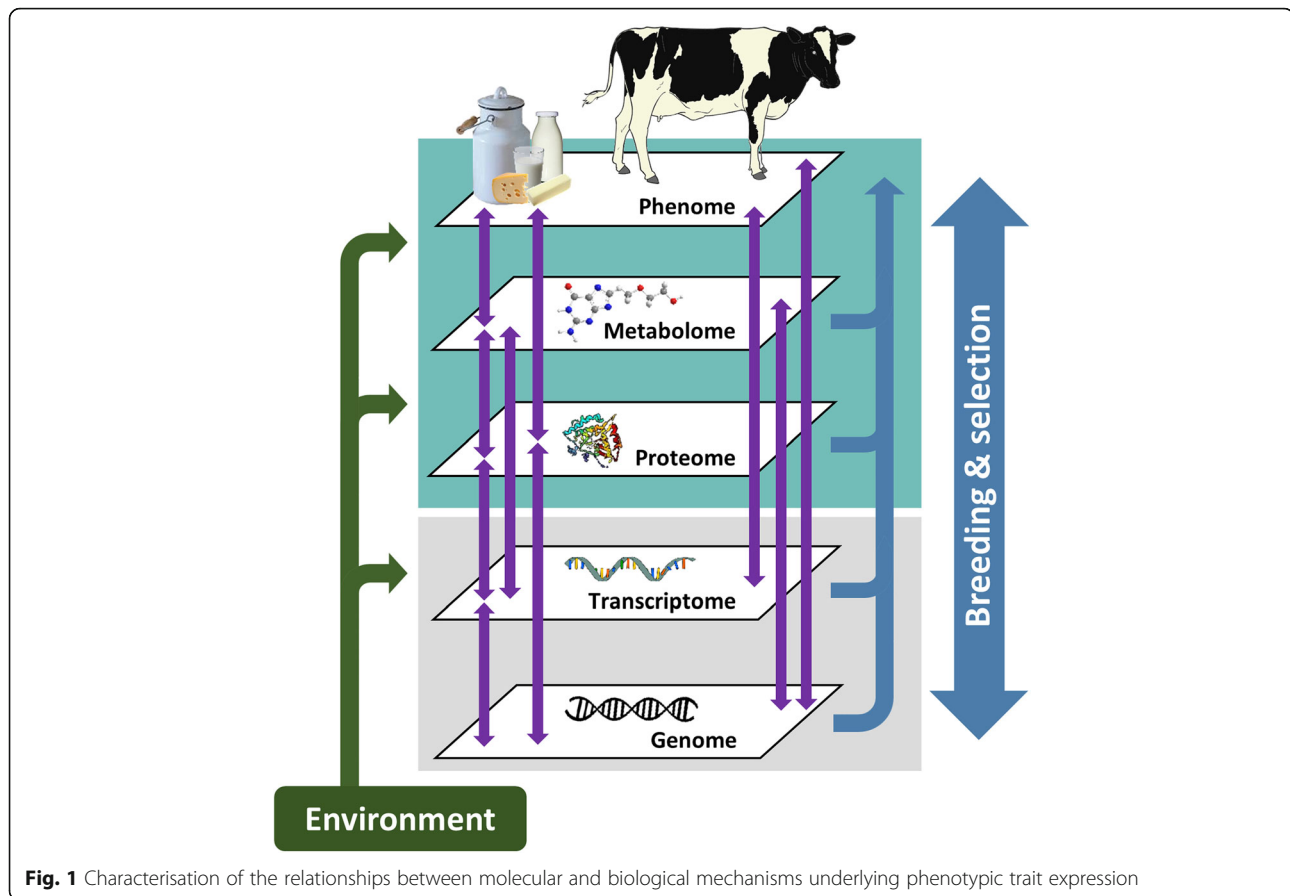 Phenome
Metabolome
Proteome
Transcriptome
Genome
Breeding & selection
Environment
Fig. 1 Characterisation of the relationships between molecular and biological mechanisms underlying phenotypic trait expression